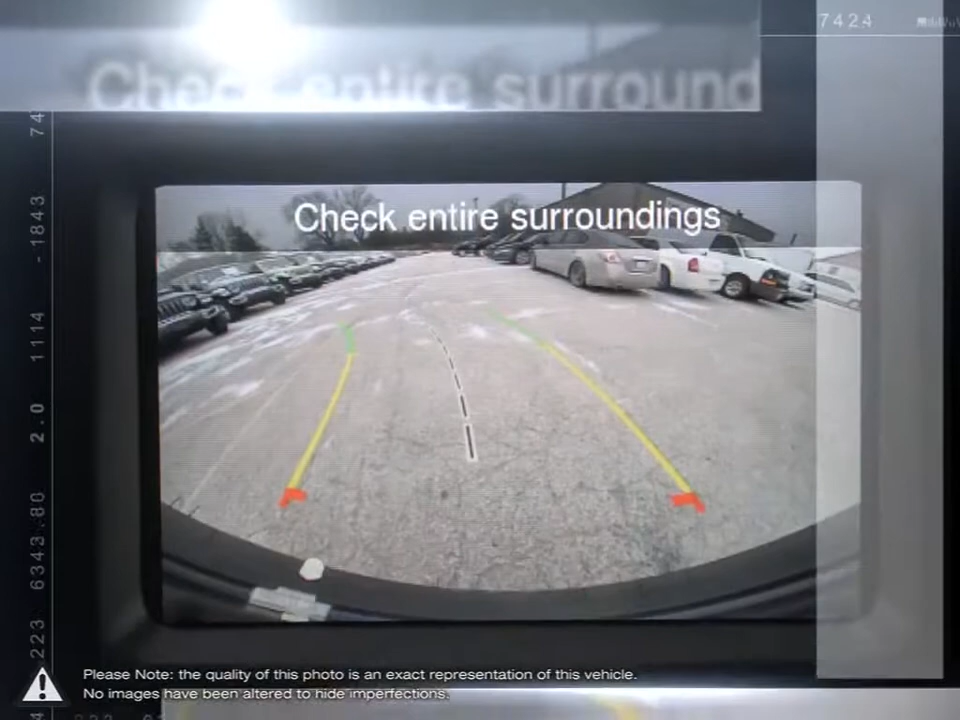 7424
Check entire surround
Check entire surroundings
74
- 1843
1114
2.0
6343.80
223
Please Note: the quality of this photo is an exact representation of this vehicle.
No images have been altered to hide imperfections.